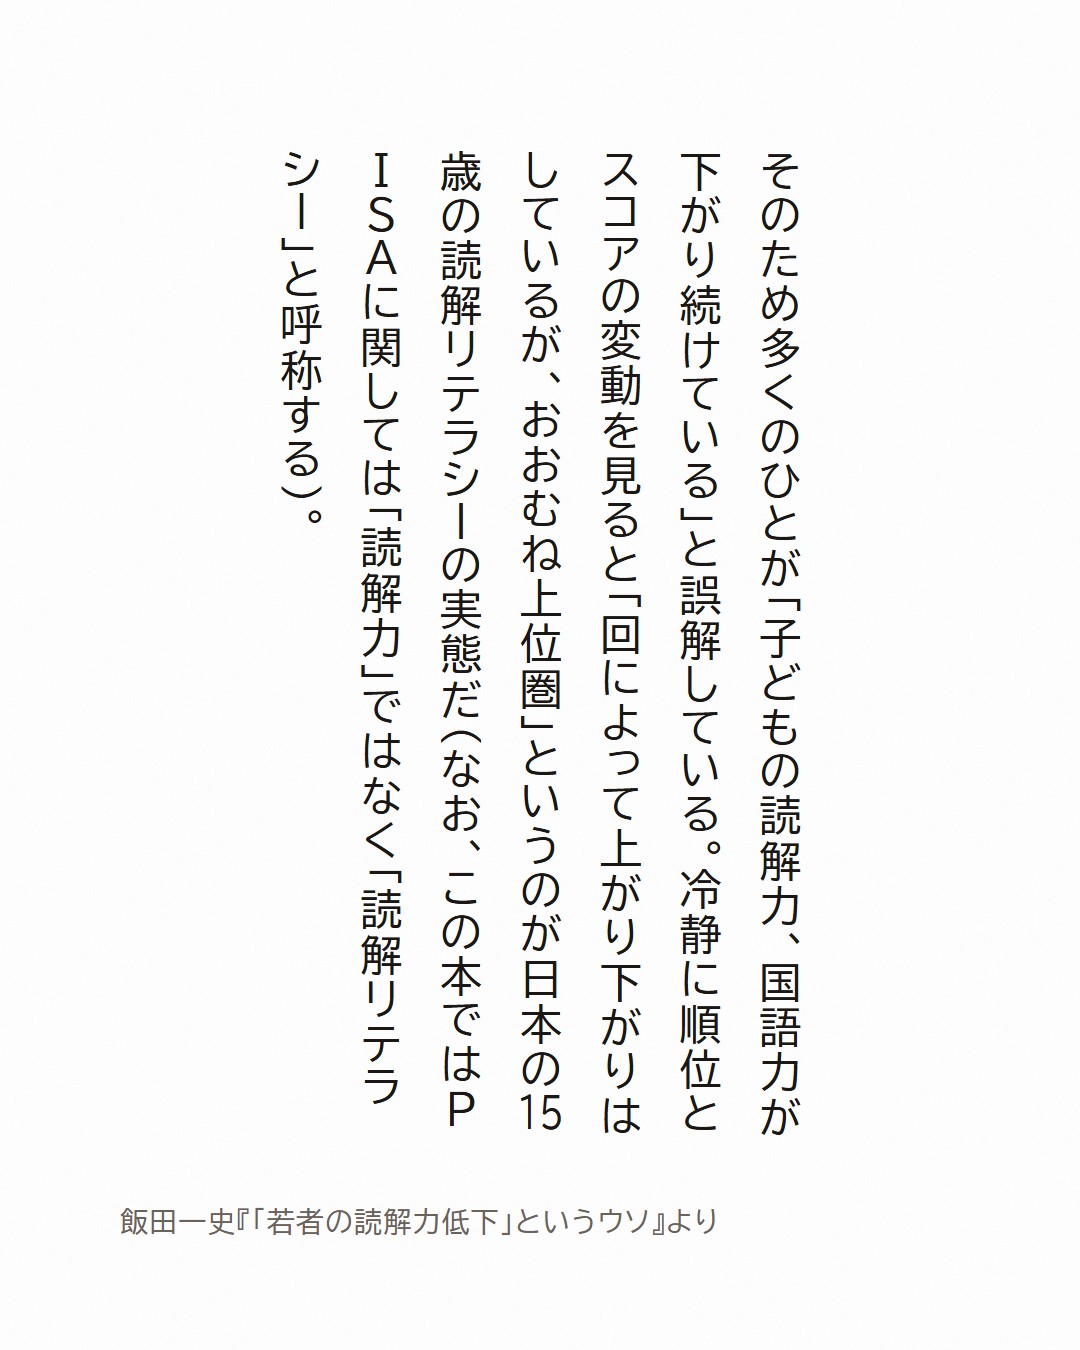 そのため多くのひとが「子どもの読解力、国語力が
下がり続けている」と誤解している。冷静に順位と
スコアの変動を見ると「回によって上がり下がりは
しているが、おおむね上位圏」というのが日本の15
歳の読解リテラシーの実態だ（なお、この本ではＰ
ＩＳＡに関しては「読解力」ではなく「読解リテラ
シー」と呼称する）。
飯田一史『「若者の読解力低下」というウソ』より